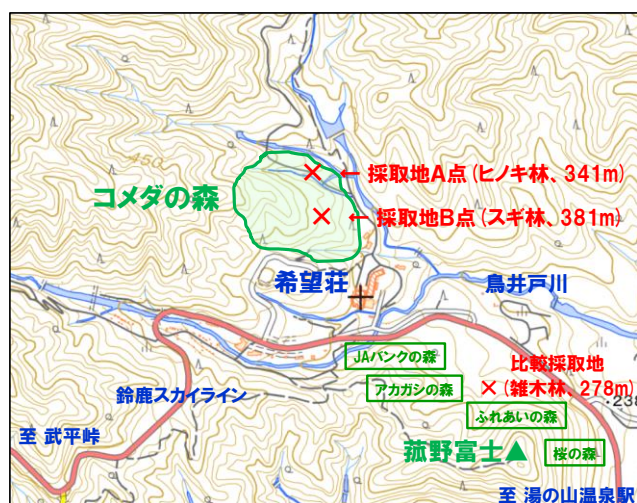 450
← 採取地A点(ヒノキ林、341m)
コメダの森
← 採取地B点(スギ林、381m)
希望荘
鳥井戸川
JAバンクの森
比較採取地
アカガシの森
(雑木林、278m)
・238
鈴鹿スカイライン
ふれあいの森
至 武平峠
菰野富士▲
桜の森
至 湯の山温泉駅